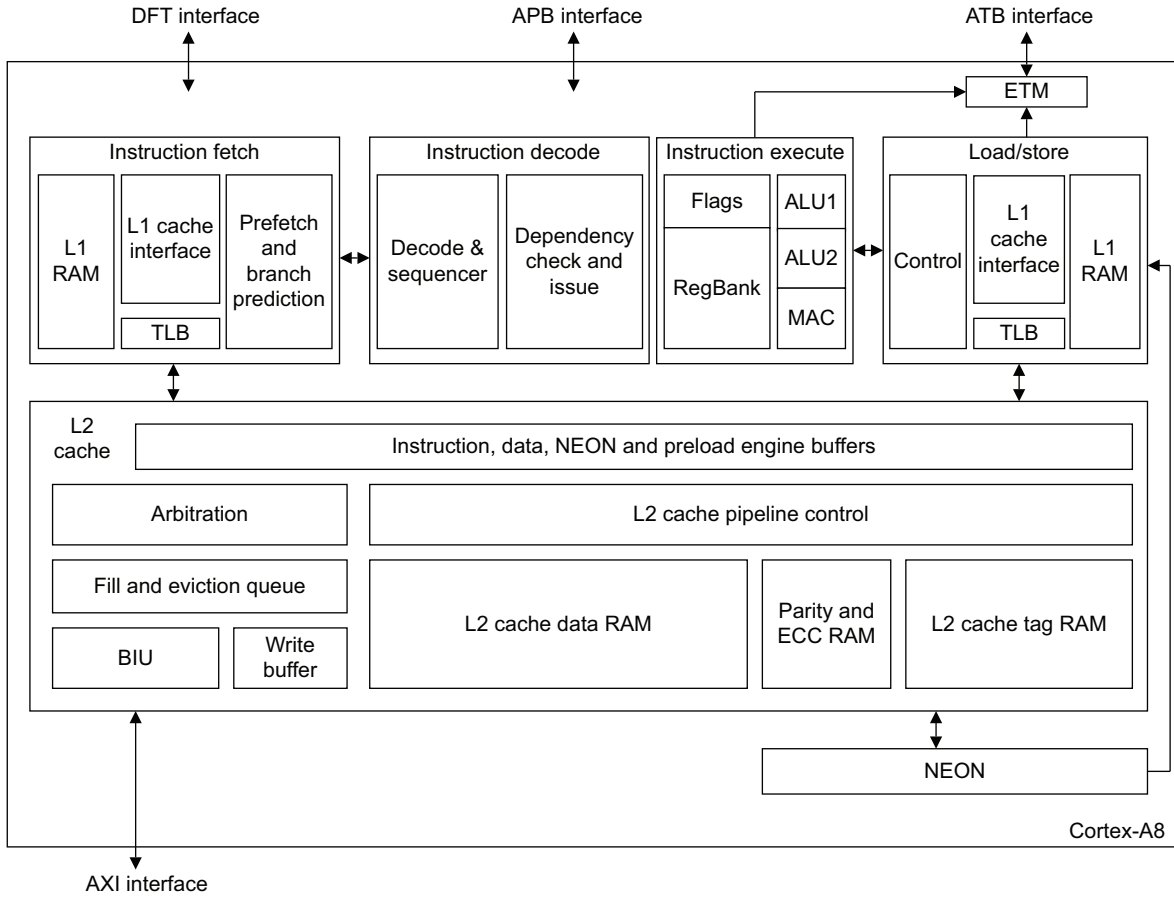 DFT interface
APB interface
ATB interface
ETM
Instruction fetch
L1
RAM
L1 cache
interface
TLB
Prefetch
and
branch
prediction
Instruction decode
Decode &
sequencer
Dependency
check and
issue
Instruction execute
Flags
RegBank
ALU1
ALU2
MAC
Load/store
Control
L1
cache
interface
TLB
L1
RAM
L2
cache
Instruction, data, NEON and preload engine buffers
Arbitration
L2 cache pipeline control
Fill and eviction queue
BIU
Write
buffer
L2 cache data RAM
Parity and
ECC RAM
L2 cache tag RAM
NEON
Cortex-A8
AXI interface